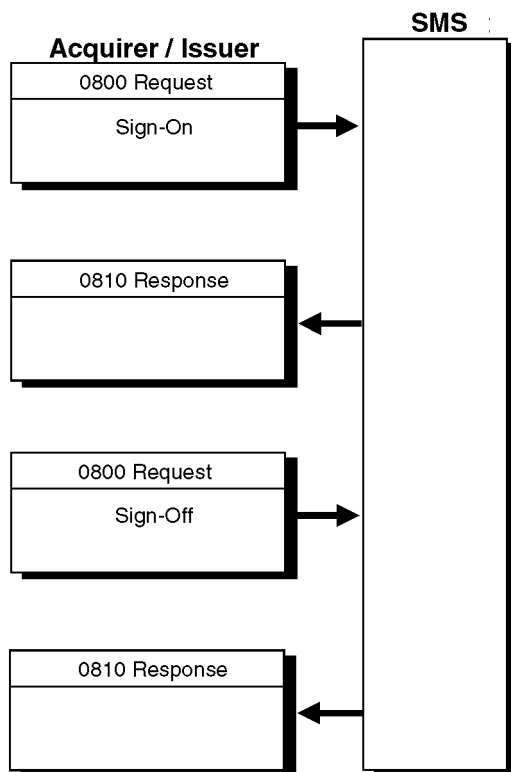 SMS
Acquirer / Issuer
0800 Request
Sign-On
0810 Response
0800 Request
Sign-Off
0810 Response